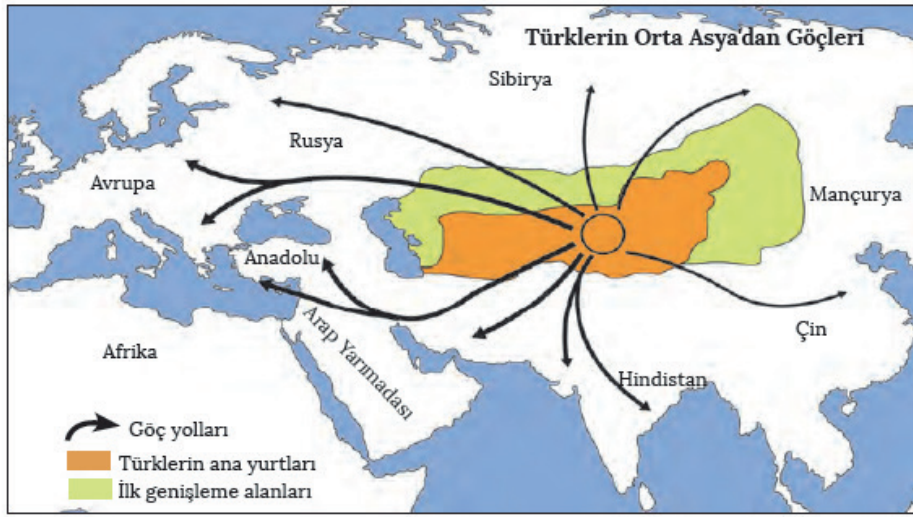 Türklerin Orta Asya'dan Göçleri
Sibirya
Rusya
Avrupa
Mançurya
Anadolu
Arap Yarımadası
Çin
Afrika
Hindistan
Göç yolları
Türklerin ana yurtları
İlk genişleme alanları